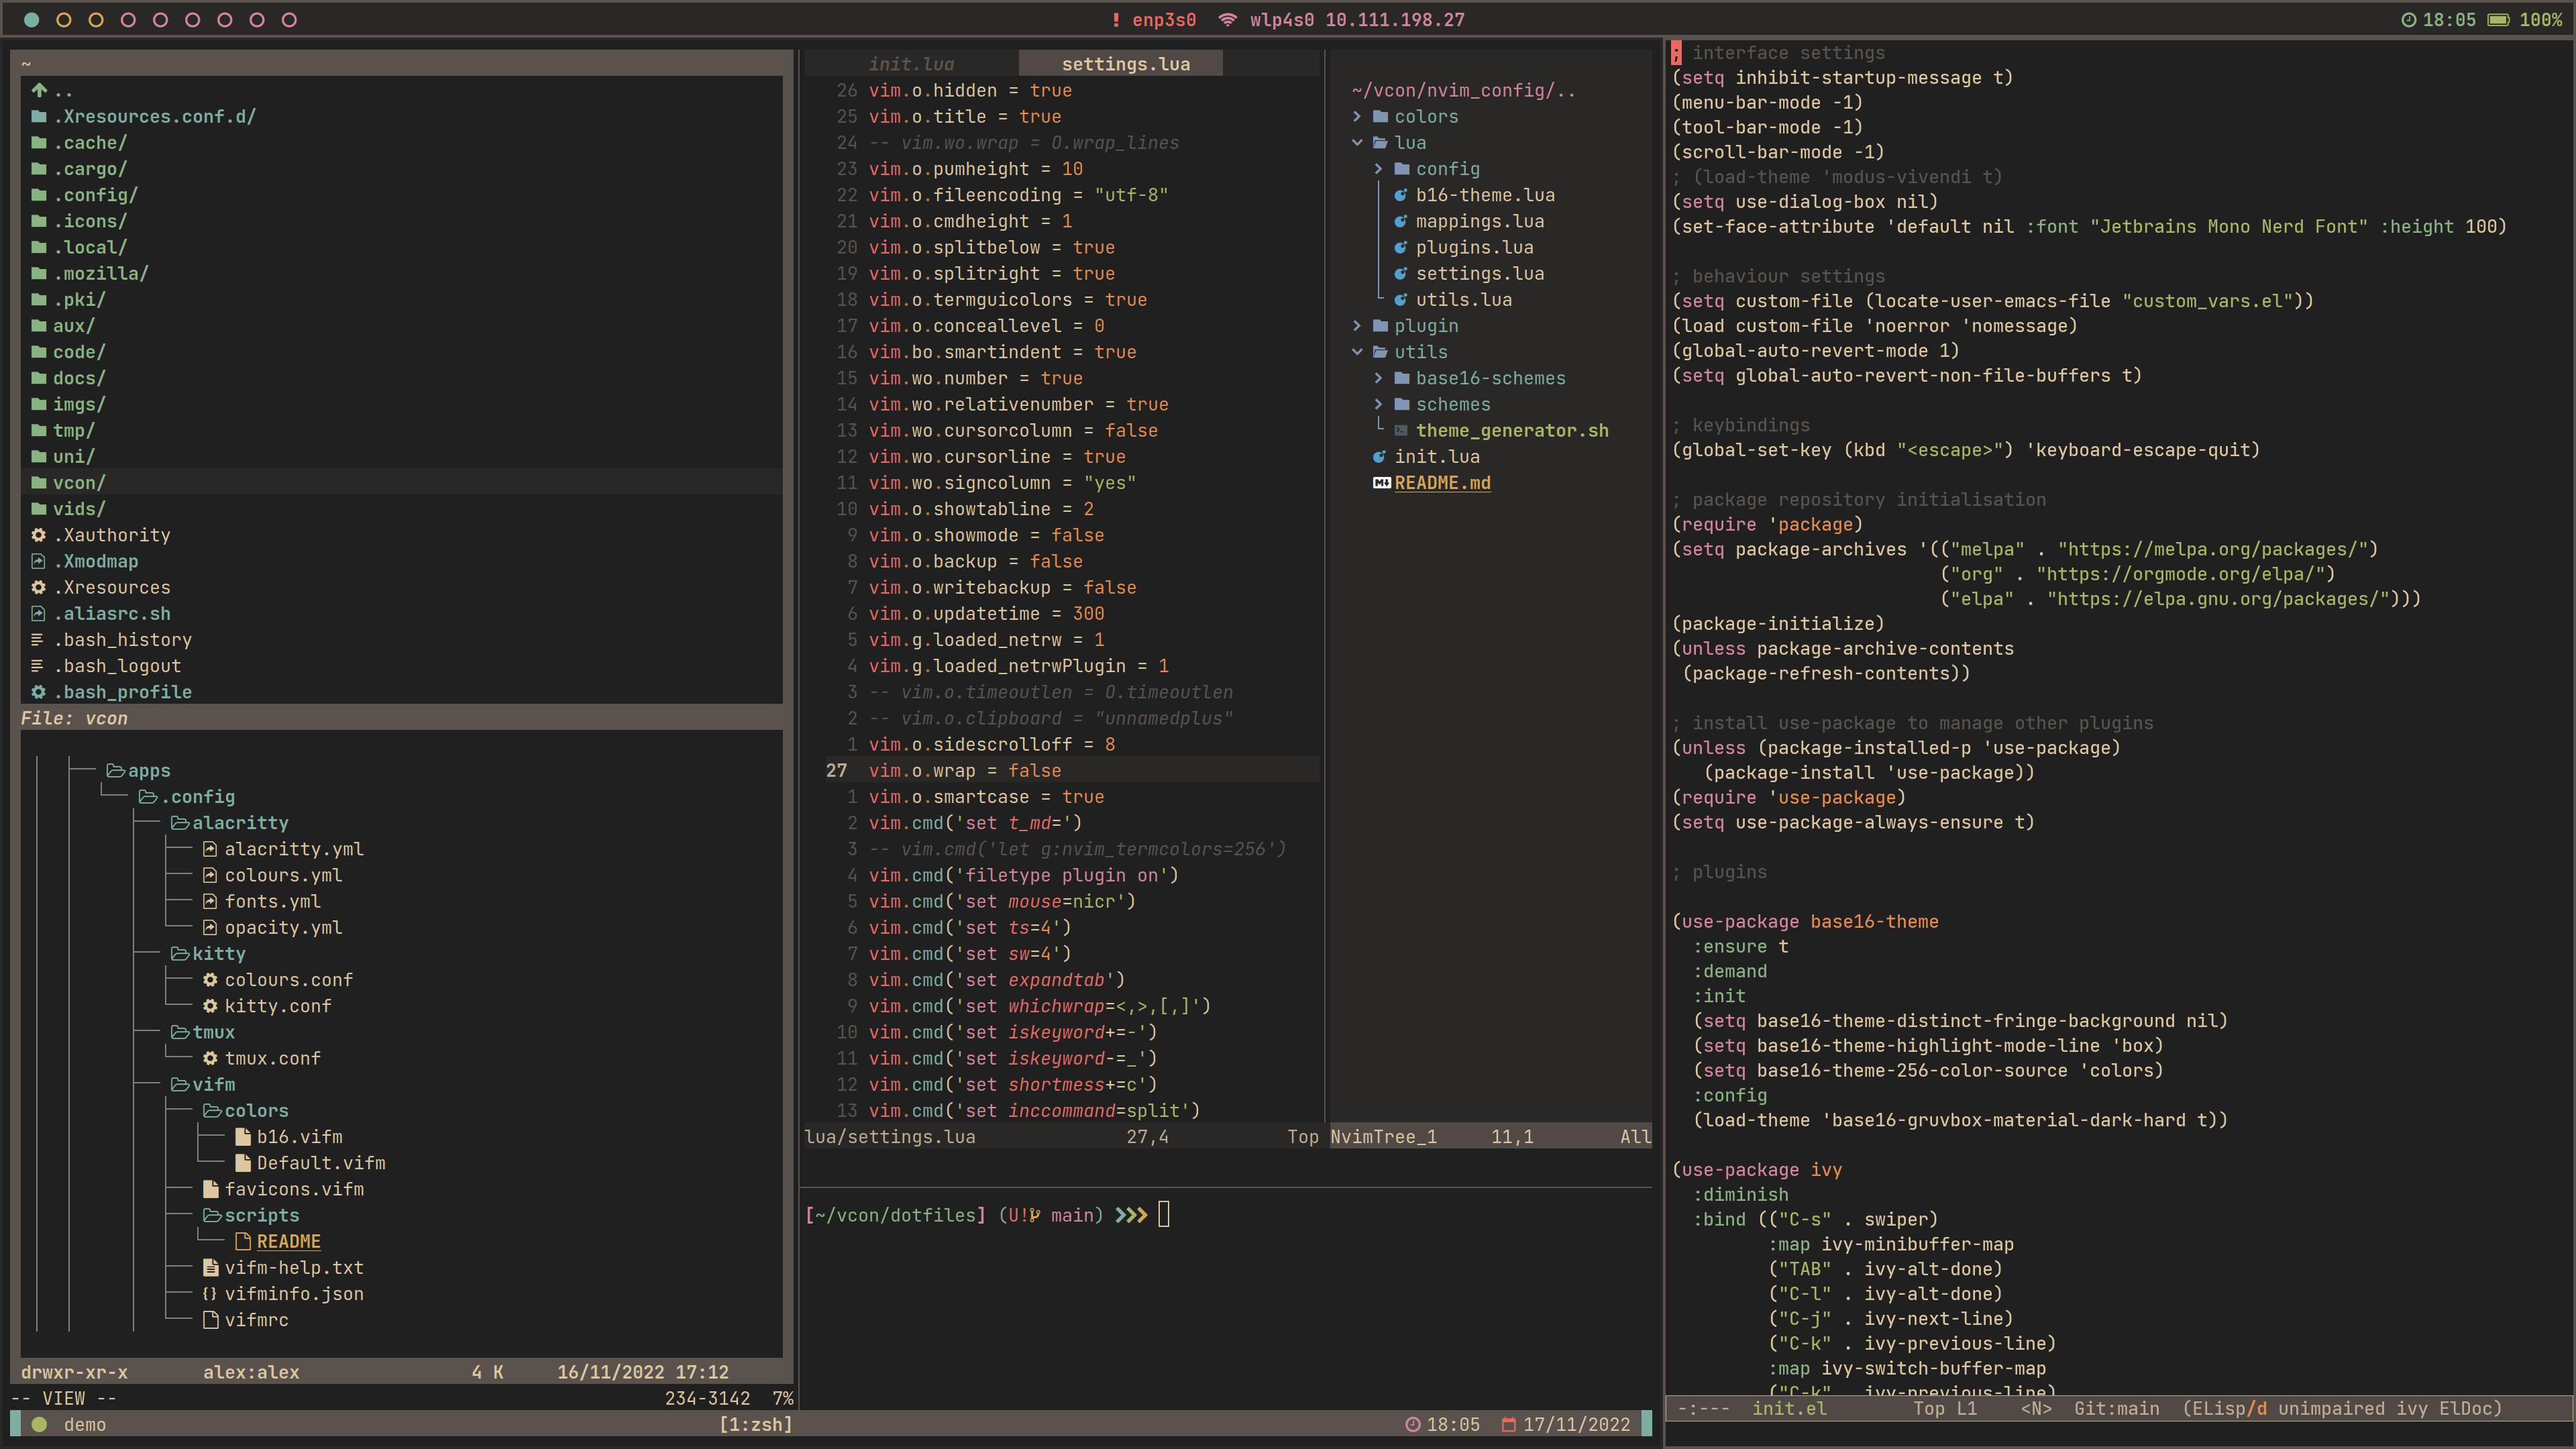 enp3s0 wlp4s0 10.111.198.27
18:05 100%
~
..
.Xresources.conf.d/
.cache/
.cargo/
.config/
.icons/
.local/
.mozilla/
.pki/
aux/
code/
docs/
imgs/
tmp/
uni/
vcon/
vids/
.Xauthority
.Xmodmap
.Xresources
.aliasrc.sh
.bash_history
.bash_logout
.bash_profile
File: vcon
apps
.config
alacritty
alacritty.yml
colours.yml
fonts.yml
opacity.yml
kitty
colours.conf
kitty.conf
tmux
tmux.conf
vifm
colors
b16.vifm
Default.vifm
favicons.vifm
scripts
README
vifm-help.txt
vifminfo.json
vifmrc
drwxr-xr-x alex:alex 4 K 16/11/2022 17:12
-- VIEW -- 234-3142 7%
init.lua settings.lua
26 vim.o.hidden = true
25 vim.o.title = true
24 -- vim.wo.wrap = O.wrap_lines
23 vim.o.pumheight = 10
22 vim.o.fileencoding = "utf-8"
21 vim.o.cmdheight = 1
20 vim.o.splitbelow = true
19 vim.o.splitright = true
18 vim.o.termguicolors = true
17 vim.o.conceallevel = 0
16 vim.bo.smartindent = true
15 vim.wo.number = true
14 vim.wo.relativenumber = true
13 vim.wo.cursorcolumn = false
12 vim.wo.cursorline = true
11 vim.wo.signcolumn = "yes"
10 vim.o.showtabline = 2
9 vim.o.showmode = false
8 vim.o.backup = false
7 vim.o.writebackup = false
6 vim.o.updatetime = 300
5 vim.g.loaded_netrw = 1
4 vim.g.loaded_netrwPlugin = 1
3 -- vim.o.timeoutlen = O.timeoutlen
2 -- vim.o.clipboard = "unnamedplus"
1 vim.o.sidescrolloff = 8
27 vim.o.wrap = false
1 vim.o.smartcase = true
2 vim.cmd('set t_md=')
3 -- vim.cmd('let g:nvim_termcolors=256')
4 vim.cmd('filetype plugin on')
5 vim.cmd('set mouse=nicr')
6 vim.cmd('set ts=4')
7 vim.cmd('set sw=4')
8 vim.cmd('set expandtab')
9 vim.cmd('set whichwrap=<,>,[,]')
10 vim.cmd('set iskeyword+=-')
11 vim.cmd('set iskeyword-=_')
12 vim.cmd('set shortmess+=c')
13 vim.cmd('set inccommand=split')
lua/settings.lua 27,4 Top
~/vcon/nvim_config/..
colors
lua
config
b16-theme.lua
mappings.lua
plugins.lua
settings.lua
utils.lua
plugin
utils
base16-schemes
schemes
theme_generator.sh
init.lua
README.md
NvimTree_1 11,1 All
[~/vcon/dotfiles] (U! main)
demo [1:zsh] 18:05 17/11/2022
; interface settings
(setq inhibit-startup-message t)
(menu-bar-mode -1)
(tool-bar-mode -1)
(scroll-bar-mode -1)
; (load-theme 'modus-vivendi t)
(setq use-dialog-box nil)
(set-face-attribute 'default nil :font "Jetbrains Mono Nerd Font" :height 100)
; behaviour settings
(setq custom-file (locate-user-emacs-file "custom_vars.el"))
(load custom-file 'noerror 'nomessage)
(global-auto-revert-mode 1)
(setq global-auto-revert-non-file-buffers t)
; keybindings
(global-set-key (kbd "<escape>") 'keyboard-escape-quit)
; package repository initialisation
(require 'package)
(setq package-archives '(("melpa" . "https://melpa.org/packages/")
("org" . "https://orgmode.org/elpa/")
("elpa" . "https://elpa.gnu.org/packages/")))
(package-initialize)
(unless package-archive-contents
(package-refresh-contents))
; install use-package to manage other plugins
(unless (package-installed-p 'use-package)
(package-install 'use-package))
(require 'use-package)
(setq use-package-always-ensure t)
; plugins
(use-package base16-theme
:ensure t
:demand
:init
(setq base16-theme-distinct-fringe-background nil)
(setq base16-theme-highlight-mode-line 'box)
(setq base16-theme-256-color-source 'colors)
:config
(load-theme 'base16-gruvbox-material-dark-hard t))
(use-package ivy
:diminish
:bind (("C-s" . swiper)
:map ivy-minibuffer-map
("TAB" . ivy-alt-done)
("C-l" . ivy-alt-done)
("C-j" . ivy-next-line)
("C-k" . ivy-previous-line)
:map ivy-switch-buffer-map
("C-k" . ivy-previous-line)
-:--- init.el Top L1 <N> Git:main (ELisp/d unimpaired ivy ElDoc)